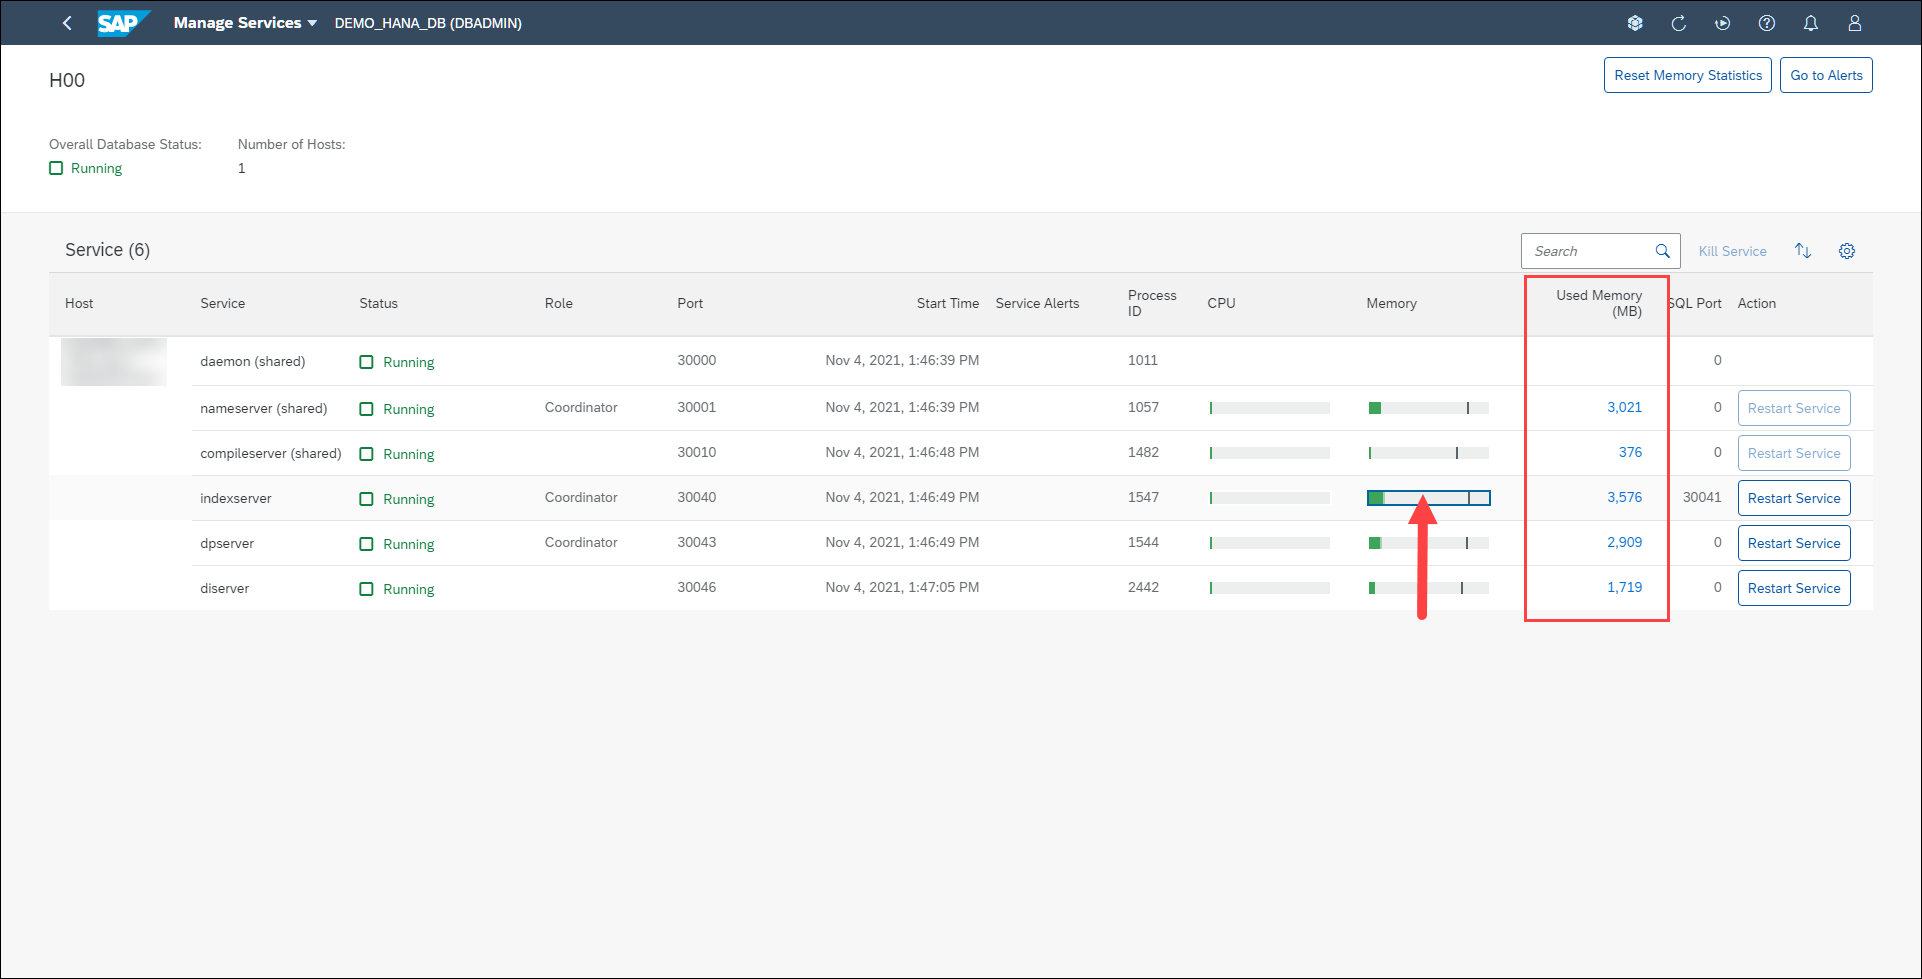 SAP Manage Services DEMO_HANA_DB (DBADMIN)
H00 Reset Memory Statistics Go to Alerts
Overall Database Status: Number of Hosts:
Running 1
Service (6) Search Kill Service
Host Service Status Role Port Start Time Service Alerts Process ID CPU Memory Used Memory (MB) SQL Port Action
daemon (shared) Running 30000 Nov 4, 2021, 1:46:39 PM 1011 0
nameserver (shared) Running Coordinator 30001 Nov 4, 2021, 1:46:39 PM 1057 3,021 0 Restart Service
compileserver (shared) Running 30010 Nov 4, 2021, 1:46:48 PM 1482 376 0 Restart Service
indexserver Running Coordinator 30040 Nov 4, 2021, 1:46:49 PM 1547 3,576 30041 Restart Service
dpserver Running Coordinator 30043 Nov 4, 2021, 1:46:49 PM 1544 2,909 0 Restart Service
diserver Running 30046 Nov 4, 2021, 1:47:05 PM 2442 1,719 0 Restart Service